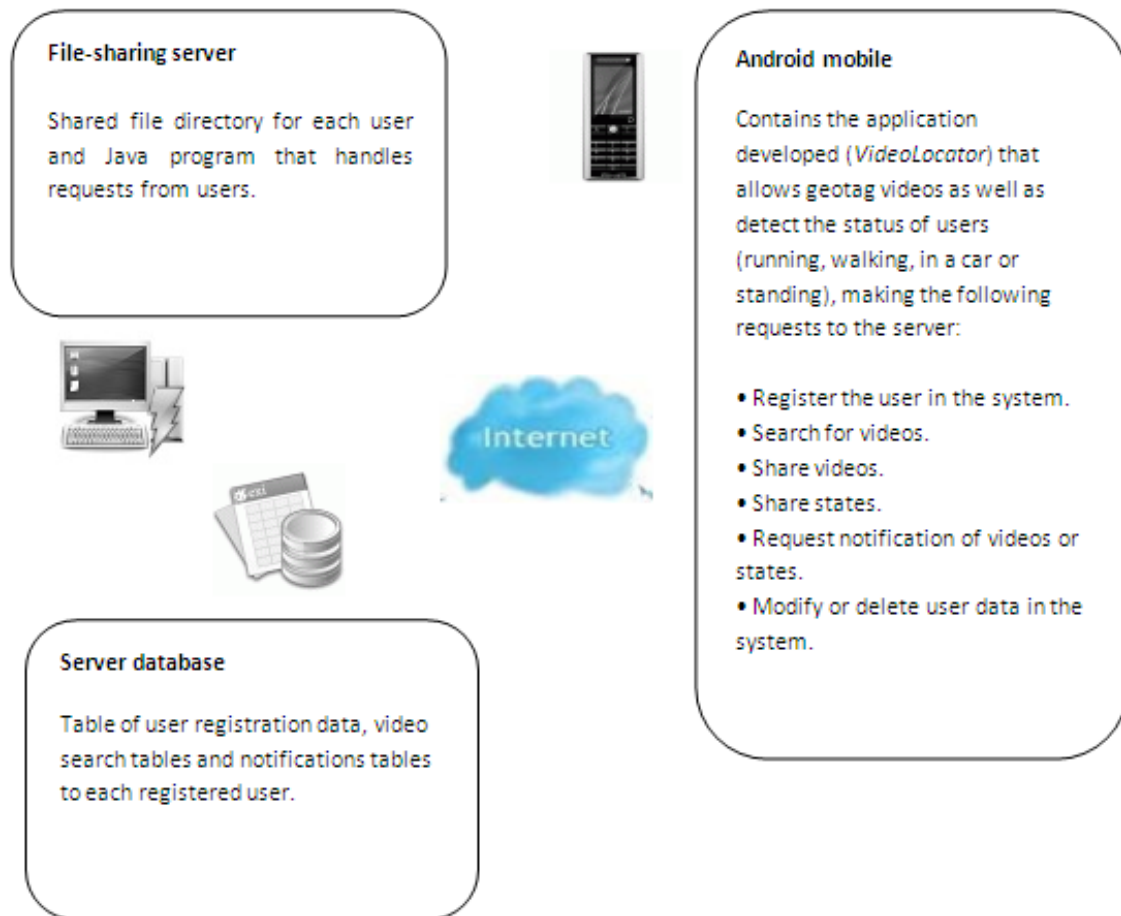 File-sharing server
Shared file directory for each user
and Java program that handles
requests from users.
Android mobile
Contains the application
developed (VideoLocator) that
allows geotag videos as well as
detect the status of users
(running, walking, in a car or
standing), making the following
requests to the server:
• Register the user in the system.
• Search for videos.
• Share videos.
• Share states.
• Request notification of videos or
states.
• Modify or delete user data in the
system.
Internet
Server database
Table of user registration data, video
search tables and notifications tables
to each registered user.